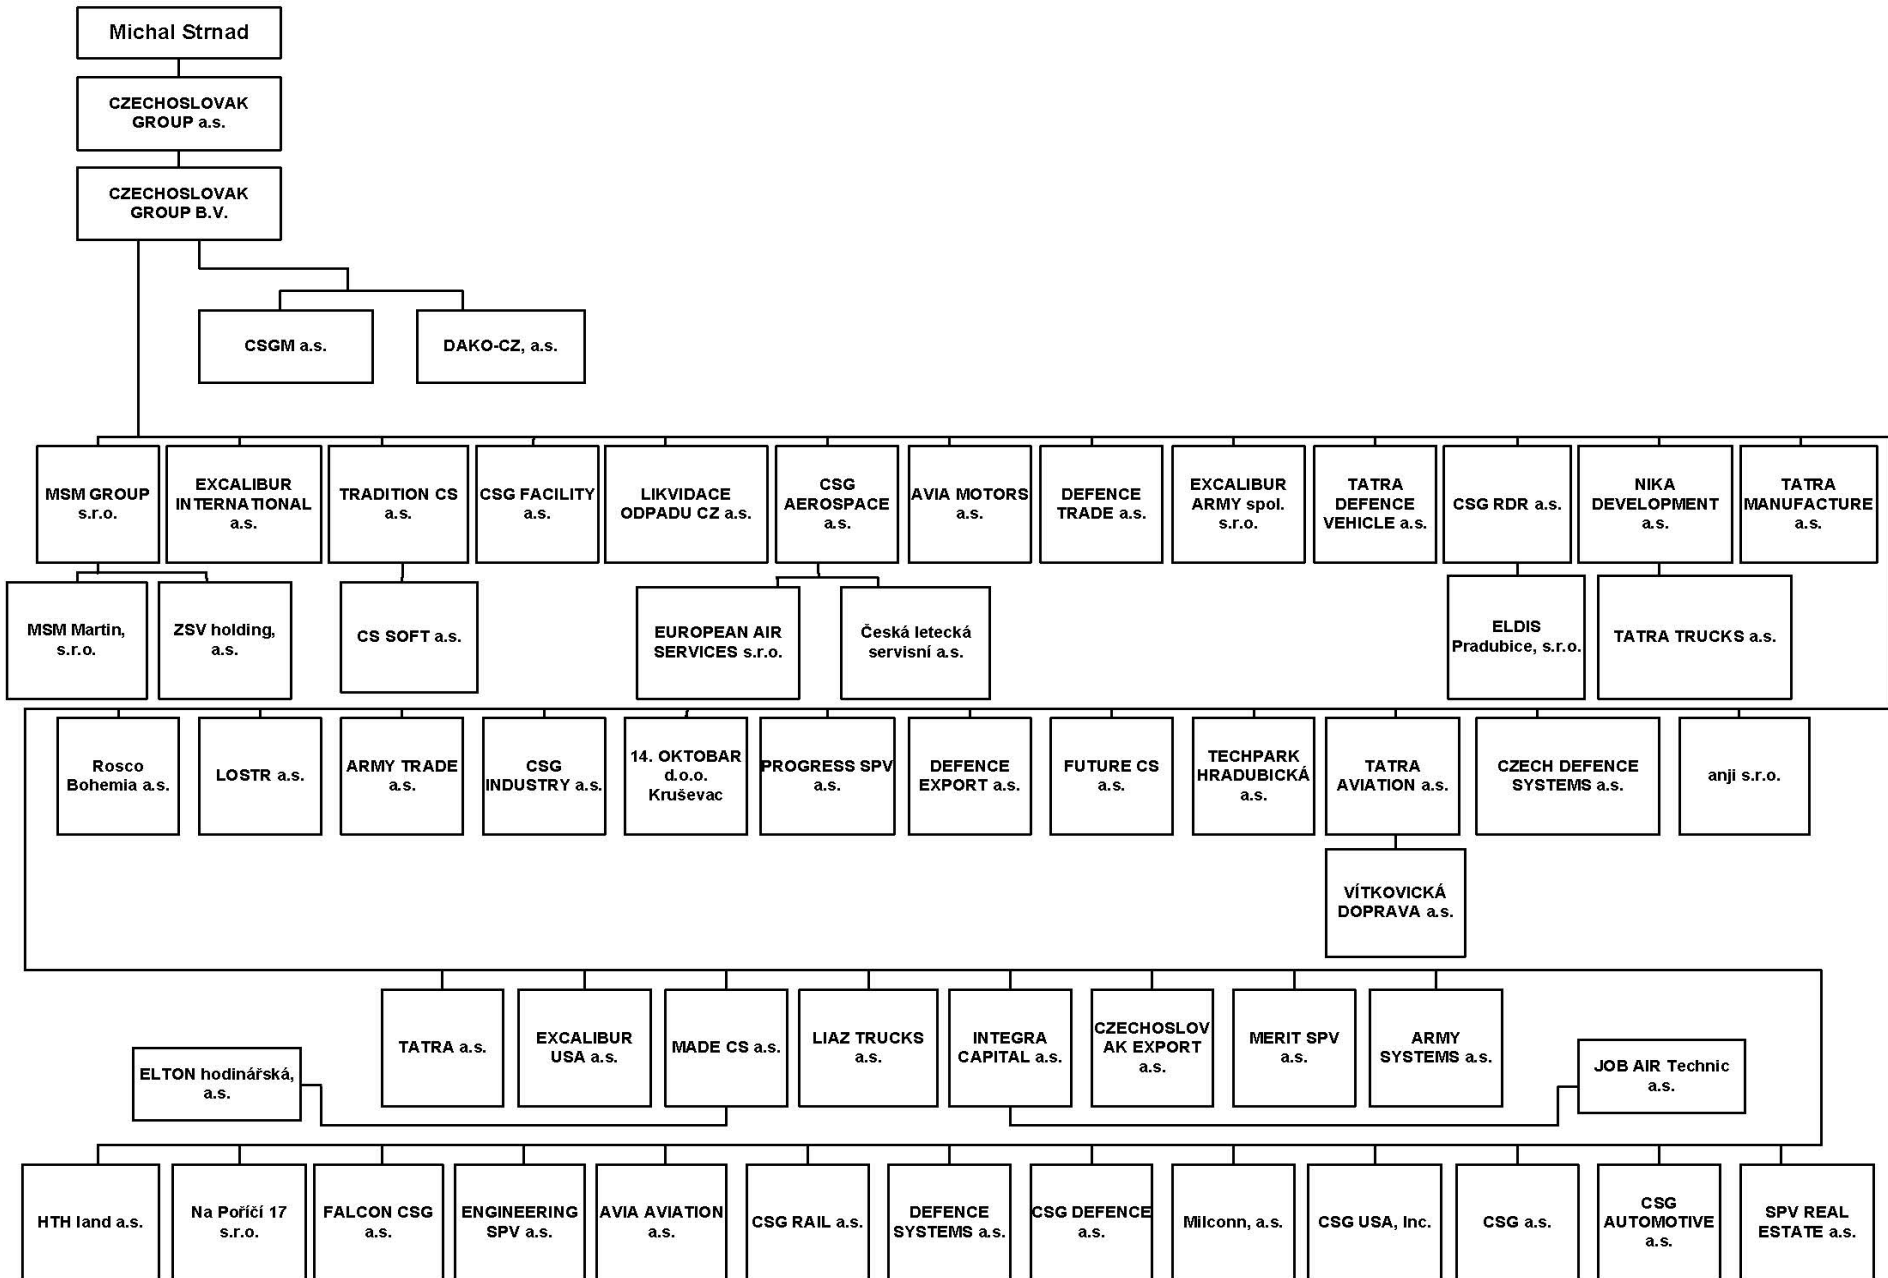 Michal Strnad
CZECHOSLOVAK
GROUP a.s.
CZECHOSLOVAK
GROUP B.V.
CSGM a.s.
DAKO-CZ, a.s.
MSM GROUP
s.r.o.
EXCALIBUR
INTERNATIONAL
a.s.
TRADITION CS
a.s.
CSG FACILITY
a.s.
LIKVIDACE
ODPADU CZ a.s.
CSG
AEROSPACE
a.s.
AVIA MOTORS
a.s.
DEFENCE
TRADE a.s.
EXCALIBUR
ARMY spol.
s.r.o.
TATRA
DEFENCE
VEHICLE a.s.
CSG RDR a.s.
NIKA
DEVELOPMENT
a.s.
TATRA
MANUFACTURE
a.s.
MSM Martin,
s.r.o.
ZSV holding,
a.s.
CS SOFT a.s.
EUROPEAN AIR
SERVICES s.r.o.
Česká letecká
servisní a.s.
ELDIS
Pradubice, s.r.o.
TATRA TRUCKS a.s.
Rosco
Bohemia a.s.
LOSTR a.s.
ARMY TRADE
a.s.
CSG
INDUSTRY a.s.
14. OKTOBAR
d.o.o.
Kruševac
PROGRESS SPV
a.s.
DEFENCE
EXPORT a.s.
FUTURE CS
a.s.
TECHPARK
HRADUBICKÁ
a.s.
TATRA
AVIATION a.s.
CZECH DEFENCE
SYSTEMS a.s.
anji s.r.o.
VÍTKOVICKÁ
DOPRAVA a.s.
TATRA a.s.
EXCALIBUR
USA a.s.
MADE CS a.s.
LIAZ TRUCKS
a.s.
INTEGRA
CAPITAL a.s.
CZECHOSLOV
AK EXPORT
a.s.
MERIT SPV
a.s.
ARMY
SYSTEMS a.s.
ELTON hodinářská,
a.s.
JOB AIR Technic
a.s.
HTH land a.s.
Na Poříčí 17
s.r.o.
FALCON CSG
a.s.
ENGINEERING
SPV a.s.
AVIA AVIATION
a.s.
CSG RAIL a.s.
DEFENCE
SYSTEMS a.s.
CSG DEFENCE
a.s.
Milconn, a.s.
CSG USA, Inc.
CSG a.s.
CSG
AUTOMOTIVE
a.s.
SPV REAL
ESTATE a.s.